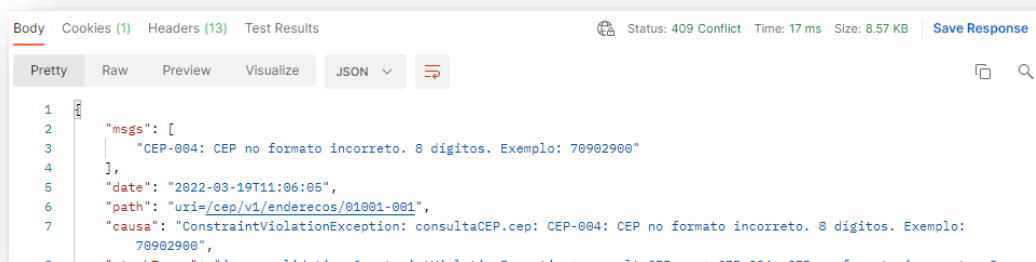 Body Cookies (1) Headers (13) Test Results Status: 409 Conflict Time: 17 ms Size: 8.57 KB Save Response
Pretty Raw Preview Visualize JSON
1 {
2 "msgs": [
3 "CEP-004: CEP no formato incorreto. 8 dígitos. Exemplo: 70902900"
4 ],
5 "date": "2022-03-19T11:06:05",
6 "path": "uri=/cep/v1/enderecos/01001-001",
7 "causa": "ConstraintViolationException: consultaCEP.cep: CEP-004: CEP no formato incorreto. 8 dígitos. Exemplo:
70902900",